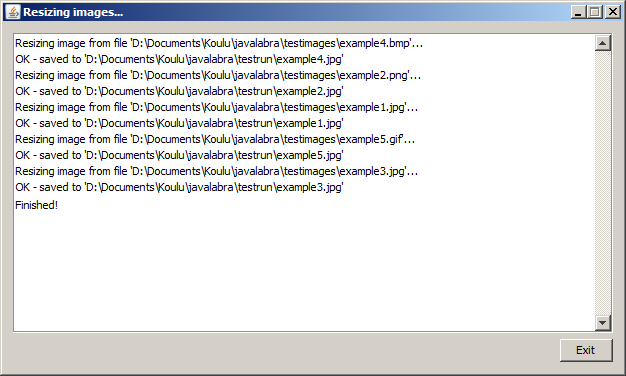 Resizing images...
Resizing image from file 'D:\Documents\Koulu\javalabra\testimages\example4.bmp'...
OK - saved to 'D:\Documents\Koulu\javalabra\testrun\example4.jpg'
Resizing image from file 'D:\Documents\Koulu\javalabra\testimages\example2.png'...
OK - saved to 'D:\Documents\Koulu\javalabra\testrun\example2.jpg'
Resizing image from file 'D:\Documents\Koulu\javalabra\testimages\example1.jpg'...
OK - saved to 'D:\Documents\Koulu\javalabra\testrun\example1.jpg'
Resizing image from file 'D:\Documents\Koulu\javalabra\testimages\example5.gif'...
OK - saved to 'D:\Documents\Koulu\javalabra\testrun\example5.jpg'
Resizing image from file 'D:\Documents\Koulu\javalabra\testimages\example3.jpg'...
OK - saved to 'D:\Documents\Koulu\javalabra\testrun\example3.jpg'
Finished!
Exit